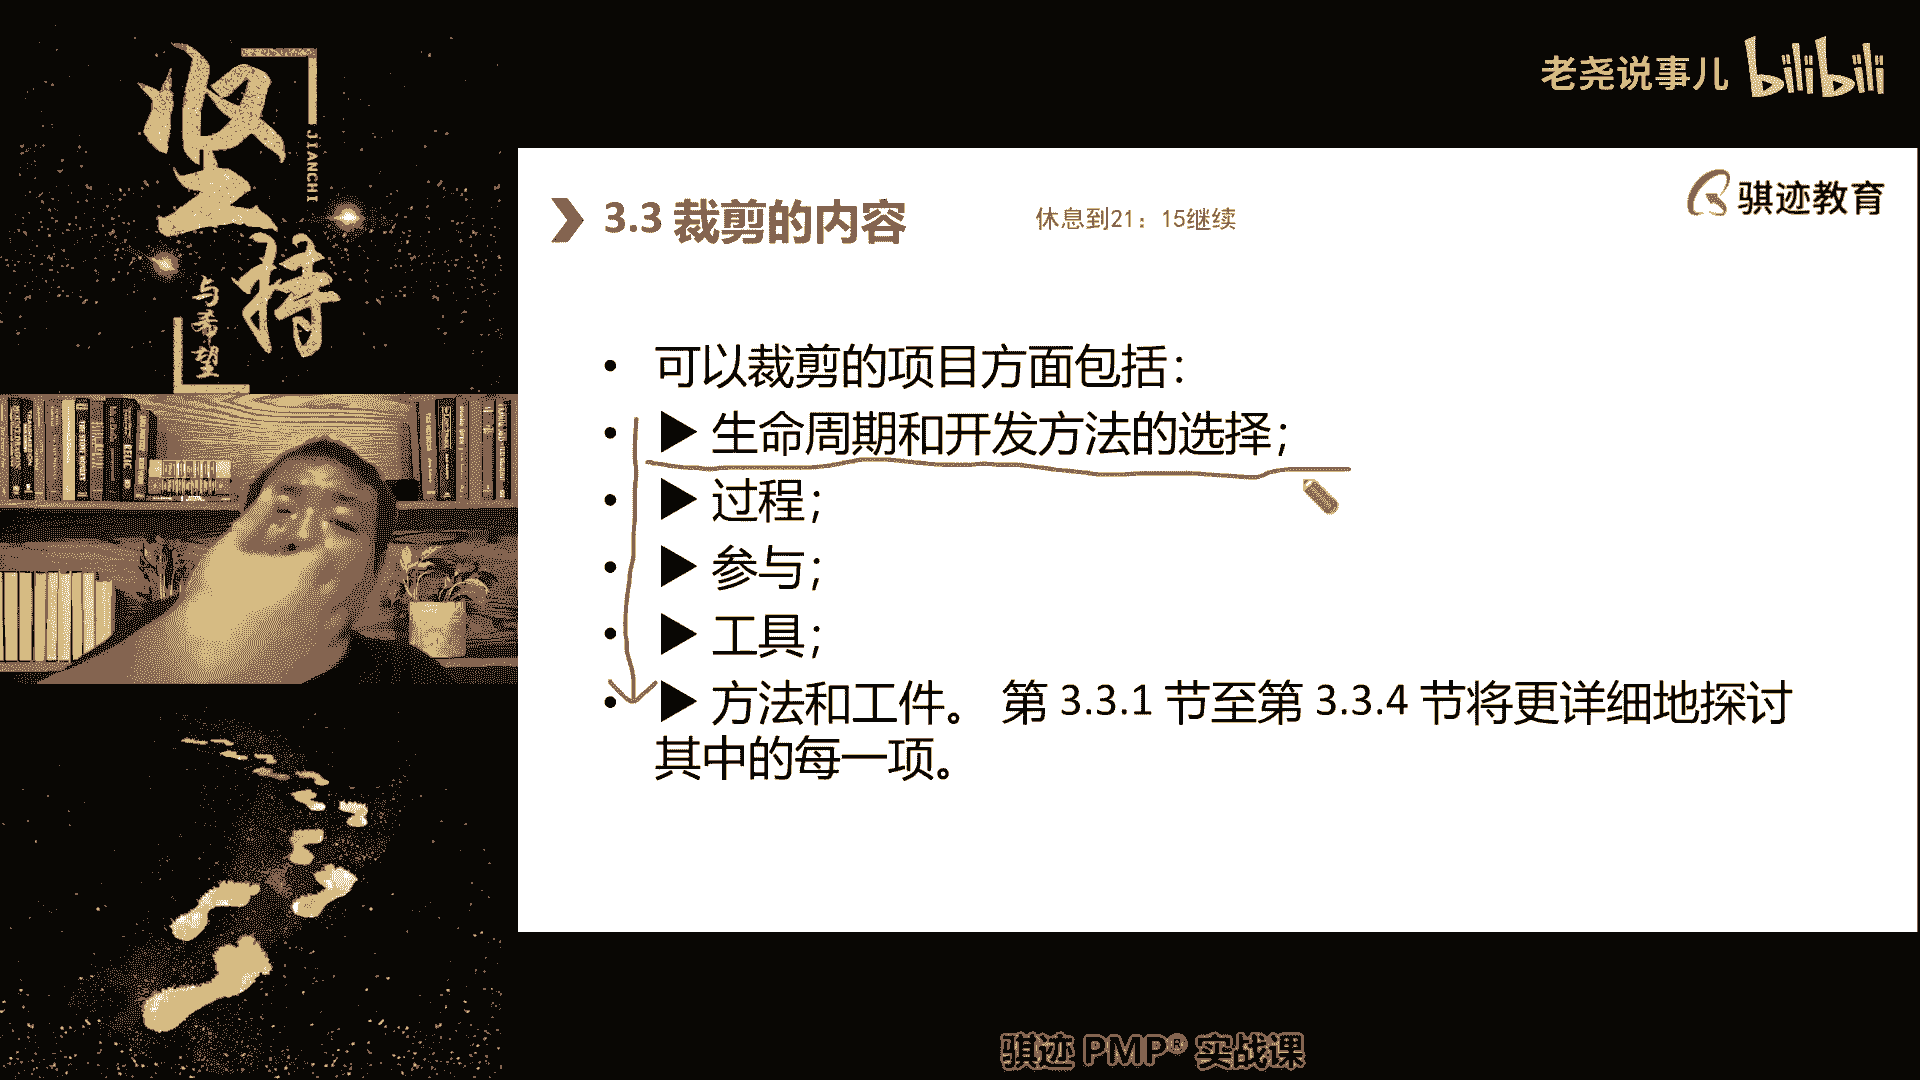 坚持
JIANCHI
与希望
老尧说事儿 bilibili
骐迹教育
3.3 裁剪的内容
休息到21：15继续
• 可以裁剪的项目方面包括：
• ▶ 生命周期和开发方法的选择；
• ▶ 过程；
• ▶ 参与；
• ▶ 工具；
• ▶ 方法和工件。 第 3.3.1 节至第 3.3.4 节将更详细地探讨
其中的每一项。
骐迹 PMP® 实战课